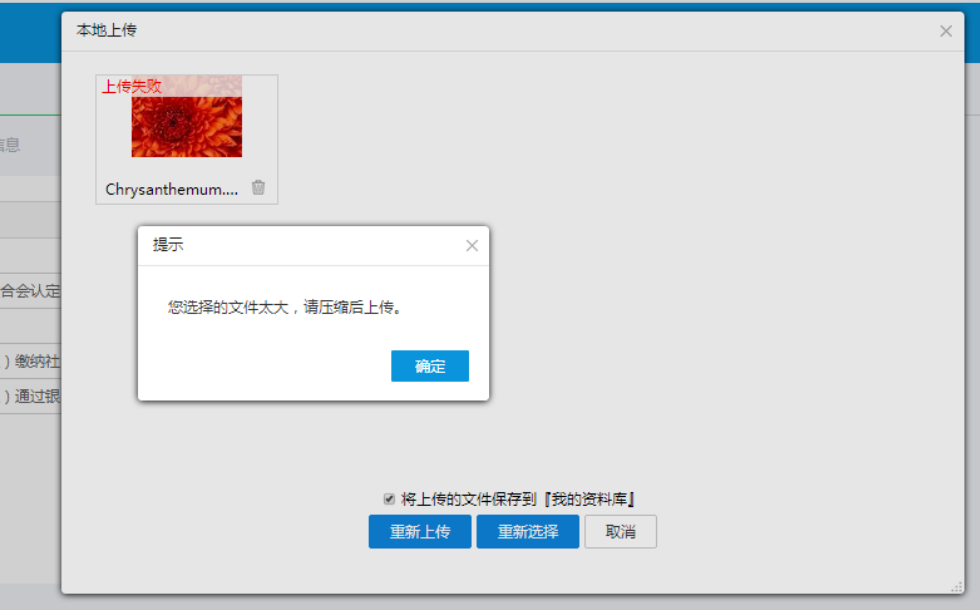 本地上传
上传失败
信息
Chrysanthemum....
提示
您选择的文件太大，请压缩后上传。
合会认定
）缴纳社
确定
）通过银
将上传的文件保存到『我的资料库』
重新上传
重新选择
取消